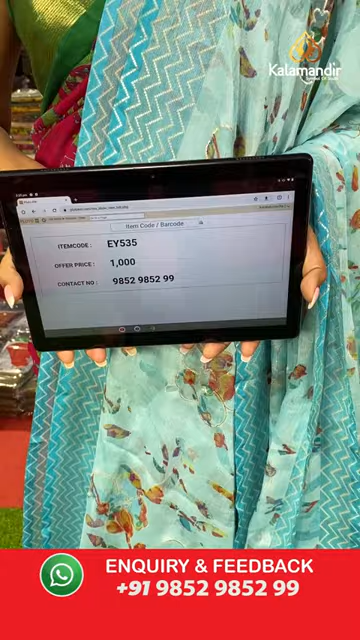 Kalamandir
Item Code / Barcode
ITEMCODE : EY535
OFFER PRICE : 1,000
CONTACT NO : 9852 9852 99
ENQUIRY & FEEDBACK
+91 9852 9852 99